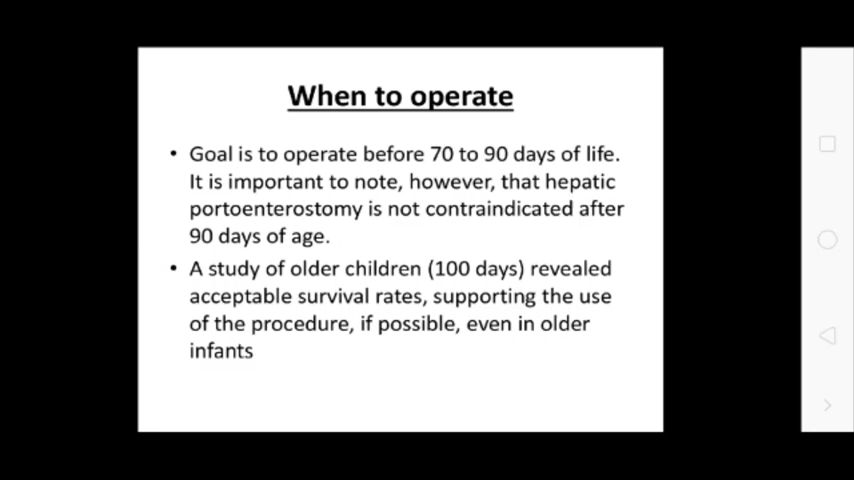 When to operate
• Goal is to operate before 70 to 90 days of life.
It is important to note, however, that hepatic
portoenterostomy is not contraindicated after
90 days of age.
• A study of older children (100 days) revealed
acceptable survival rates, supporting the use
of the procedure, if possible, even in older
infants